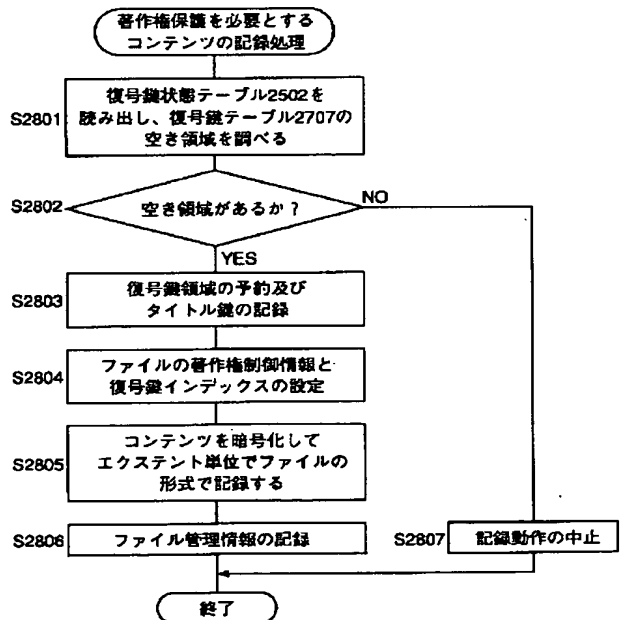 著作権保護を必要とする
コンテンツの記録処理
S2801
復号鍵状態テーブル2502を
読み出し、復号鍵テーブル2707の
空き領域を調べる
S2802
空き領域があるか?
NO
YES
S2803
復号鍵領域の予約及び
タイトル鍵の記録
S2804
ファイルの著作権制御情報と
復号鍵インデックスの設定
S2805
コンテンツを暗号化して
エクステント単位でファイルの
形式で記録する
S2806
ファイル管理情報の記録
S2807
記録動作の中止
終了